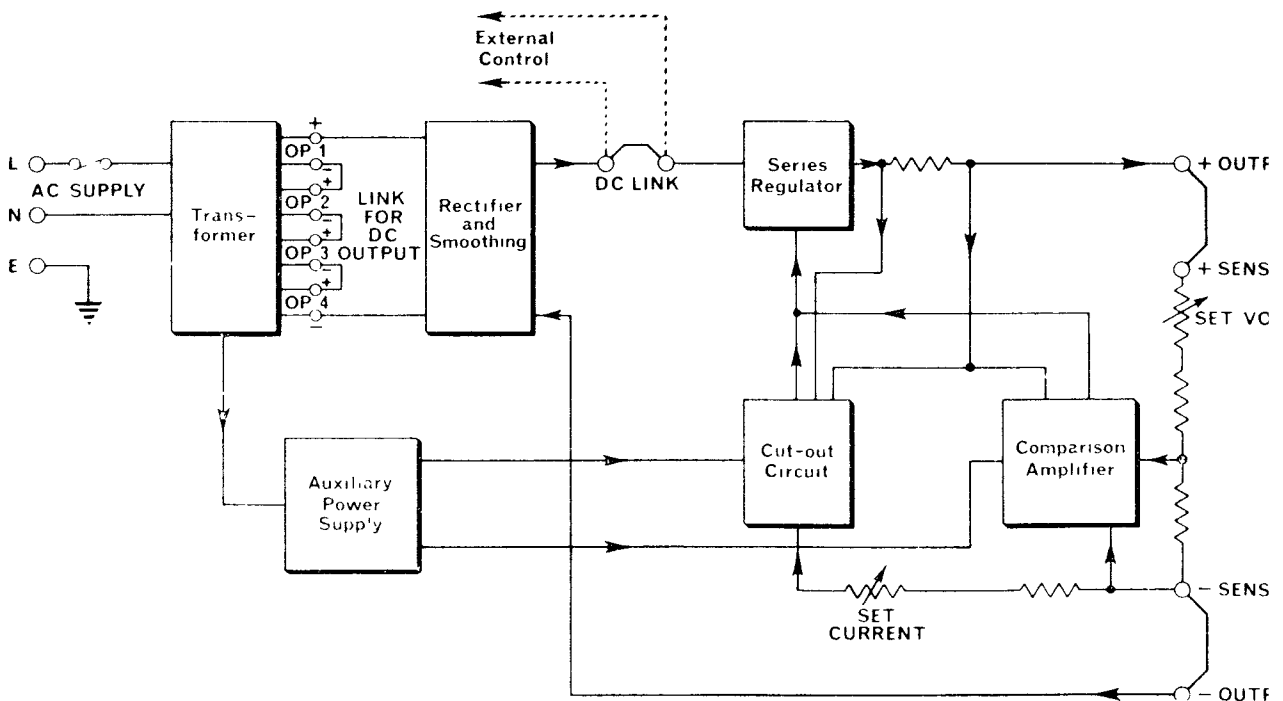 External
Control
+
L
AC SUPPLY
N
E
Trans-
former
OP 1
-
+
OP 2
-
+
OP 3
-
+
OP 4
-
LINK
FOR
DC
OUTPUT
Rectifier
and
Smoothing
DC LINK
Series
Regulator
+ OUTP
+ SENS
SET VO
Auxiliary
Power
Supply
Cut-out
Circuit
Comparison
Amplifier
SET
CURRENT
- SENS
- OUTP